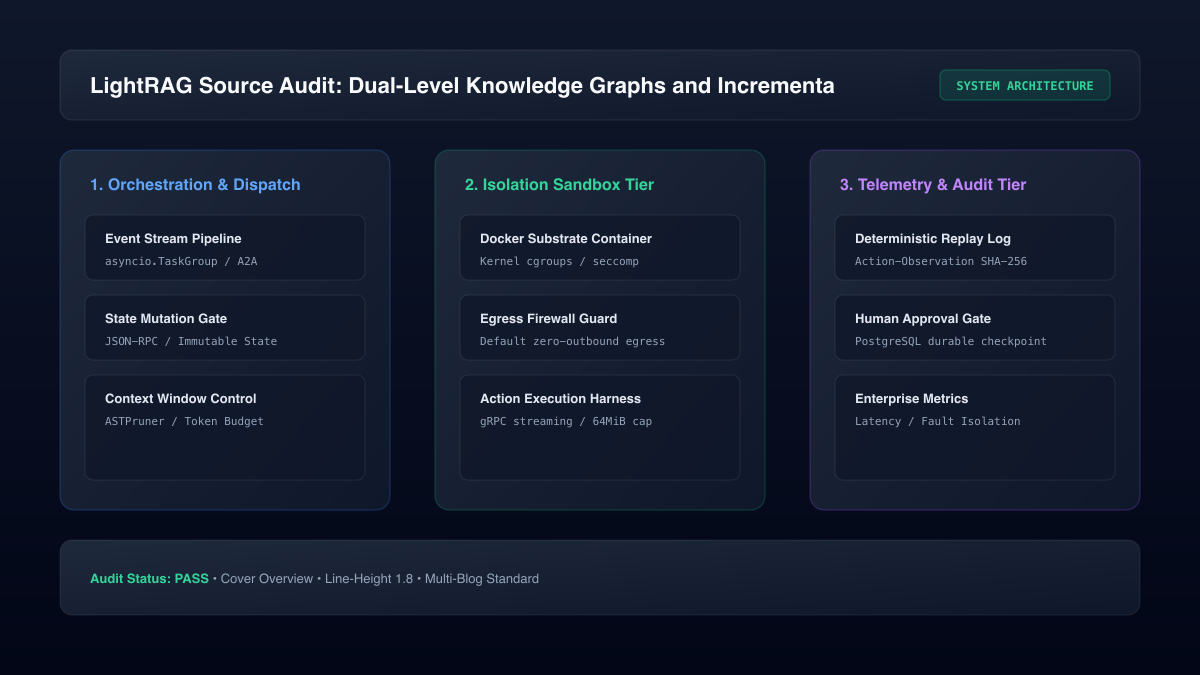 LightRAG Source Audit: Dual-Level Knowledge Graphs and Incrementa
SYSTEM ARCHITECTURE
1. Orchestration & Dispatch
Event Stream Pipeline
asyncio.TaskGroup / A2A
State Mutation Gate
JSON-RPC / Immutable State
Context Window Control
ASTPruner / Token Budget
2. Isolation Sandbox Tier
Docker Substrate Container
Kernel cgroups / seccomp
Egress Firewall Guard
Default zero-outbound egress
Action Execution Harness
gRPC streaming / 64MiB cap
3. Telemetry & Audit Tier
Deterministic Replay Log
Action-Observation SHA-256
Human Approval Gate
PostgreSQL durable checkpoint
Enterprise Metrics
Latency / Fault Isolation
Audit Status: PASS • Cover Overview • Line-Height 1.8 • Multi-Blog Standard